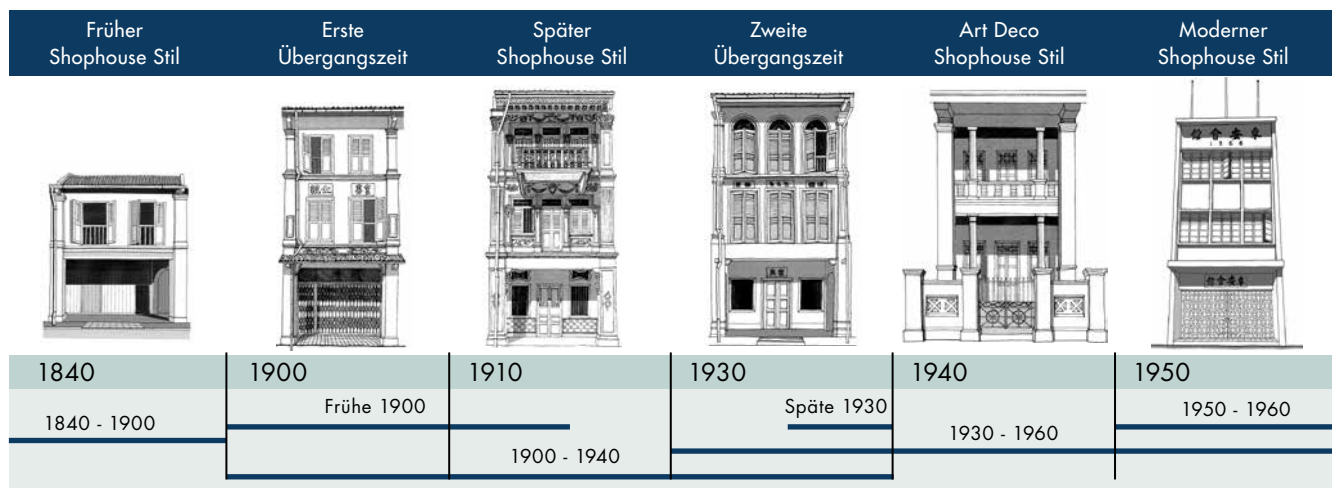 Früher
Shophouse Stil
Erste
Übergangszeit
Später
Shophouse Stil
Zweite
Übergangszeit
Art Deco
Shophouse Stil
Moderner
Shophouse Stil
1840
1900
1910
1930
1940
1950
1840 - 1900
Frühe 1900
1900 - 1940
Späte 1930
1930 - 1960
1950 - 1960